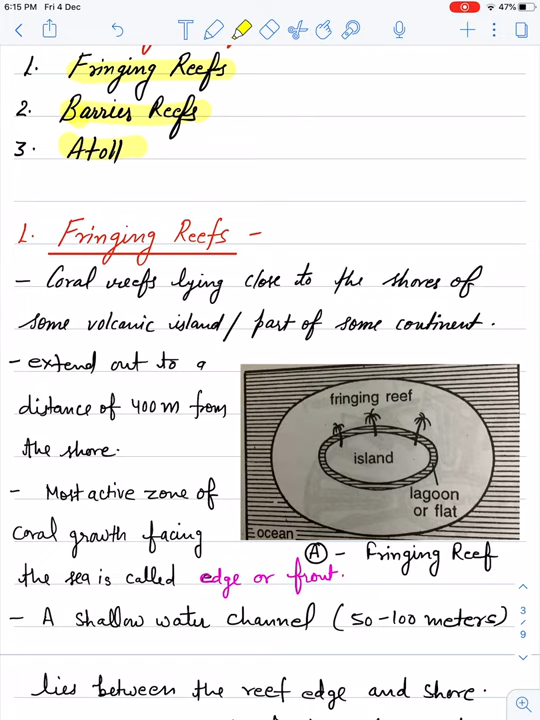 6:15 PM Fri 4 Dec
47%
1. Fringing Reefs
2. Barrier Reefs
3. Atoll
1. Fringing Reefs -
- Coral reefs lying close to the shores of
some volcanic island / part of some continent.
- extend out to a
distance of 400m from
the shore.
- Most active zone of
coral growth facing
the sea is called edge or front.
fringing reef
island
lagoon
or flat
ocean
(A) - Fringing Reef
- A shallow water channel (50-100 meters)
lies between the reef edge and shore.
3
/
9